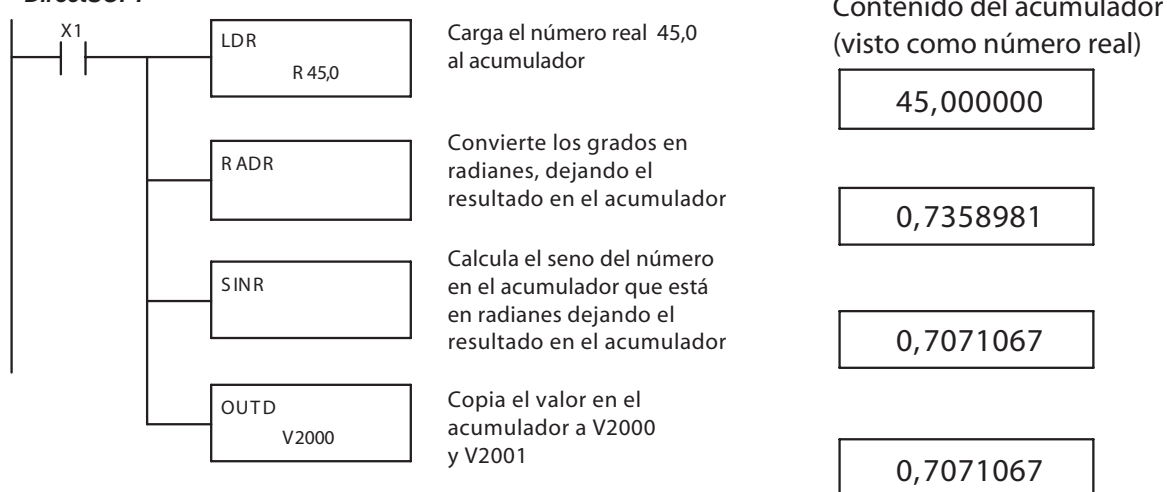 X1
LDR
R 45,0
Carga el número real 45,0
al acumulador
Contenido del acumulador
(visto como número real)
45,000000
R ADR
Convierte los grados en
radianes, dejando el
resultado en el acumulador
0,7358981
SINR
Calcula el seno del número
en el acumulador que está
en radianes dejando el
resultado en el acumulador
0,7071067
OUTD
V2000
Copia el valor en el
acumulador a V2000
y V2001
0,7071067